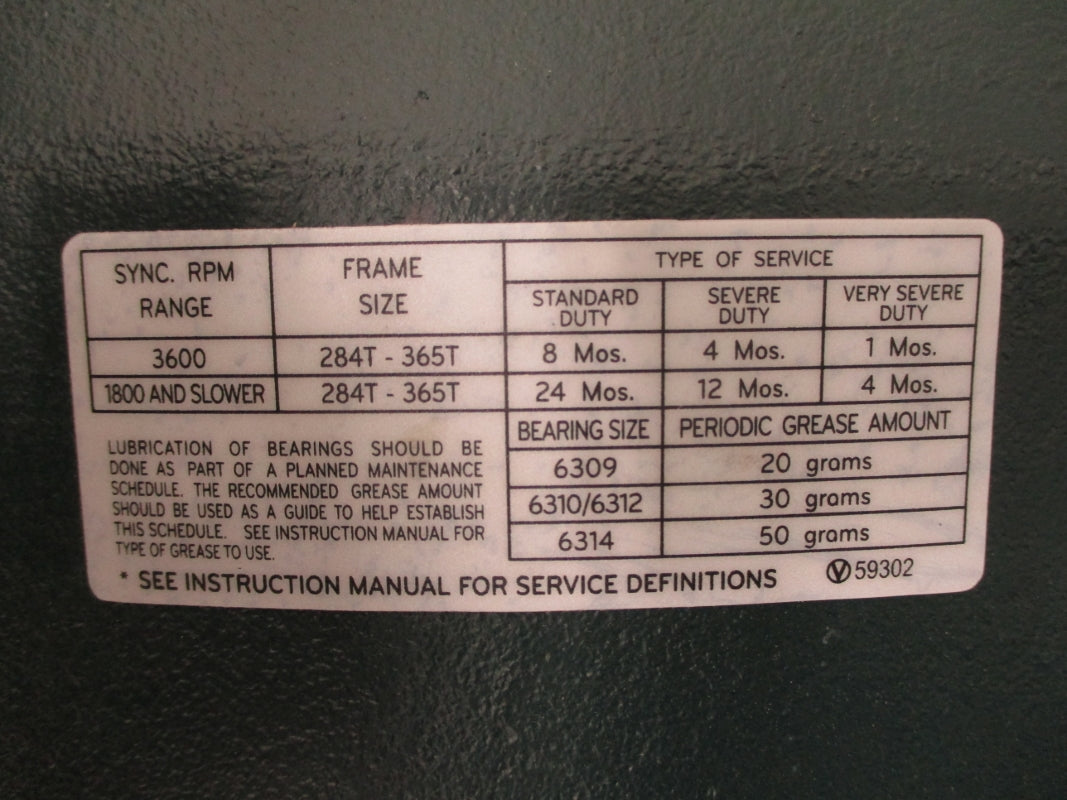 SYNC. RPM RANGE
FRAME SIZE
TYPE OF SERVICE
STANDARD DUTY
SEVERE DUTY
VERY SEVERE DUTY
3600 284T - 365T 8 Mos. 4 Mos. 1 Mos.
1800 AND SLOWER 284T - 365T 24 Mos. 12 Mos. 4 Mos.
BEARING SIZE PERIODIC GREASE AMOUNT
6309 20 grams
6310/6312 30 grams
6314 50 grams
LUBRICATION OF BEARINGS SHOULD BE
DONE AS PART OF A PLANNED MAINTENANCE
SCHEDULE. THE RECOMMENDED GREASE AMOUNT
SHOULD BE USED AS A GUIDE TO HELP ESTABLISH
THIS SCHEDULE. SEE INSTRUCTION MANUAL FOR
TYPE OF GREASE TO USE.
* SEE INSTRUCTION MANUAL FOR SERVICE DEFINITIONS
V 59302